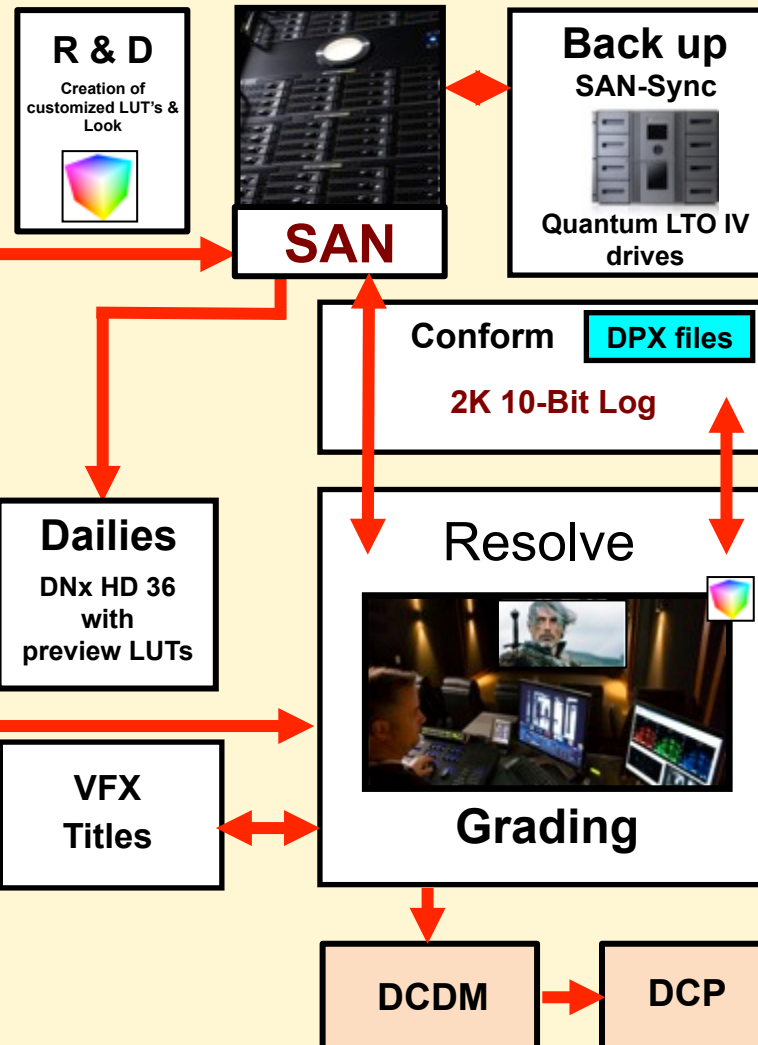 R & D
Creation of
customized LUT's &
Look
SAN
Back up
SAN-Sync
Quantum LTO IV
drives
Conform
DPX files
2K 10-Bit Log
Dailies
DNx HD 36
with
preview LUTs
Resolve
Grading
VFX
Titles
DCDM
DCP